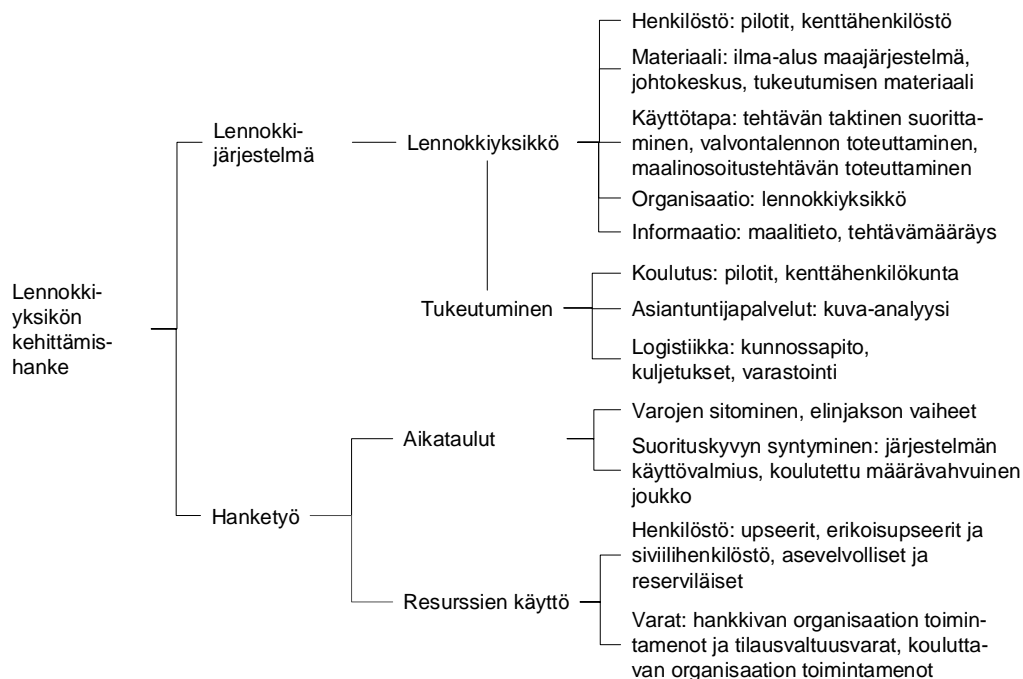 Henkilöstö: pilotit, kenttähenkilöstö
Materiaali: ilma-alus maajärjestelmä,
johtokeskus, tukeutumisen materiaali
Lennokki-
järjestelmä
Lennokkiyksikkö
Käyttötapa: tehtävän taktinen suoritta-
minen, valvontalennon toteuttaminen,
maalinosoitustehtävän toteuttaminen
Organisaatio: lennokkiyksikkö
Informaatio: maalitieto, tehtävämääräys
Lennokki-
yksikön
kehittämis-
hanke
Tukeutuminen
Koulutus: pilotit, kenttähenkilökunta
Asiantuntijapalvelut: kuva-analyysi
Logistiikka: kunnossapito,
kuljetukset, varastointi
Hanketyö
Aikataulut
Varojen sitominen, elinjakson vaiheet
Suorituskyvyn syntyminen: järjestelmän
käyttövalmius, koulutettu määrävahvuinen
joukko
Resurssien käyttö
Henkilöstö: upseerit, erikoisupseerit ja
siviilihenkilöstö, asevelvolliset ja
reserviläiset
Varat: hankkivan organisaation toimin-
tamenot ja tilausvaltuusvarat, koulutta-
van organisaation toimintamenot